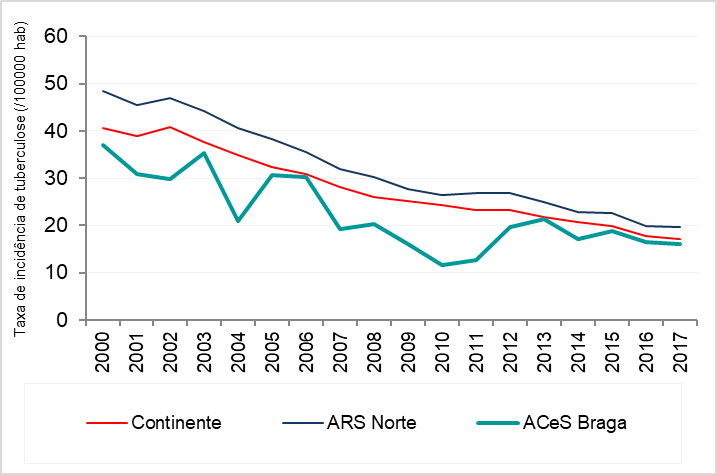 Taxa de incidência de tuberculose (/100000 hab)
60
50
40
30
20
10
0
2000 2001 2002 2003 2004 2005 2006 2007 2008 2009 2010 2011 2012 2013 2014 2015 2016 2017
Continente ARS Norte ACeS Braga